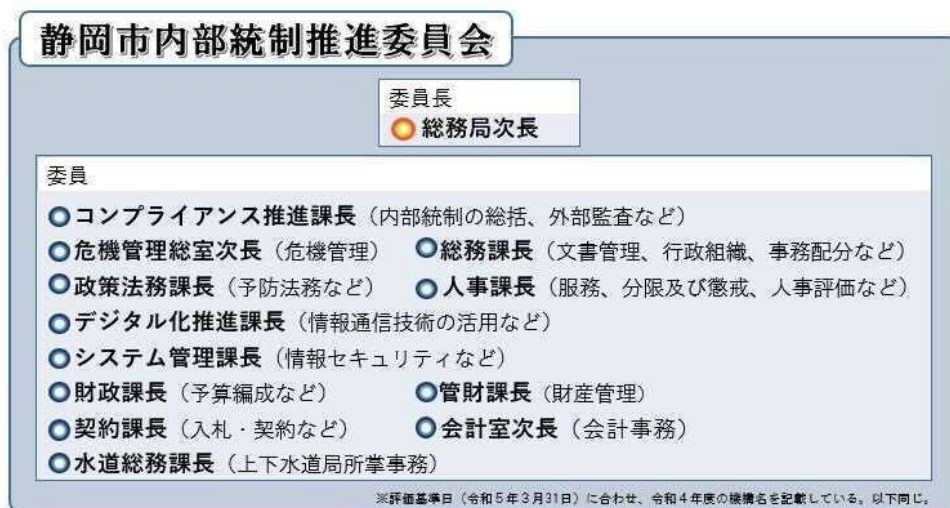 静岡市内部統制推進委員会
委員長
総務局次長
委員
コンプライアンス推進課長（内部統制の総括、外部監査など）
危機管理総室次長（危機管理） 総務課長（文書管理、行政組織、事務配分など）
政策法務課長（予防法務など） 人事課長（服務、分限及び懲戒、人事評価など）
デジタル化推進課長（情報通信技術の活用など）
システム管理課長（情報セキュリティなど）
財政課長（予算編成など） 管財課長（財産管理）
契約課長（入札・契約など） 会計室次長（会計事務）
水道総務課長（上下水道局所掌事務）
※評価基準日（令和５年３月31日）に合わせ、令和４年度の機構名を記載している。以下同じ。